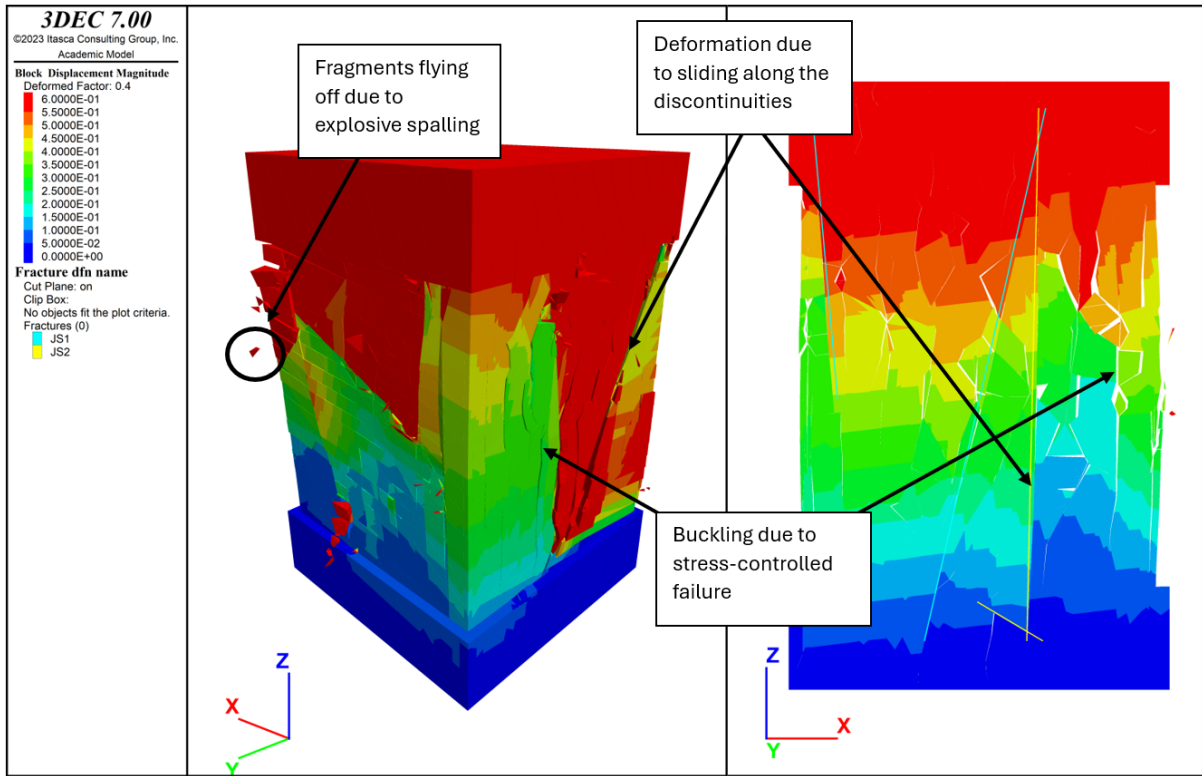 3DEC 7.00
©2023 Itasca Consulting Group, Inc.
Academic Model
Block Displacement Magnitude
Deformed Factor: 0.4
6.0000E-01
5.5000E-01
5.0000E-01
4.5000E-01
4.0000E-01
3.5000E-01
3.0000E-01
2.5000E-01
2.0000E-01
1.5000E-01
1.0000E-01
5.0000E-02
0.0000E+00
Fracture dfn name
Cut Plane: on
Clip Box:
No objects fit the plot criteria.
Fractures (0)
JS1
JS2
Fragments flying
off due to
explosive spalling
Deformation due
to sliding along the
discontinuities
Buckling due to
stress-controlled
failure
Z
X
Y
Z
X
Y